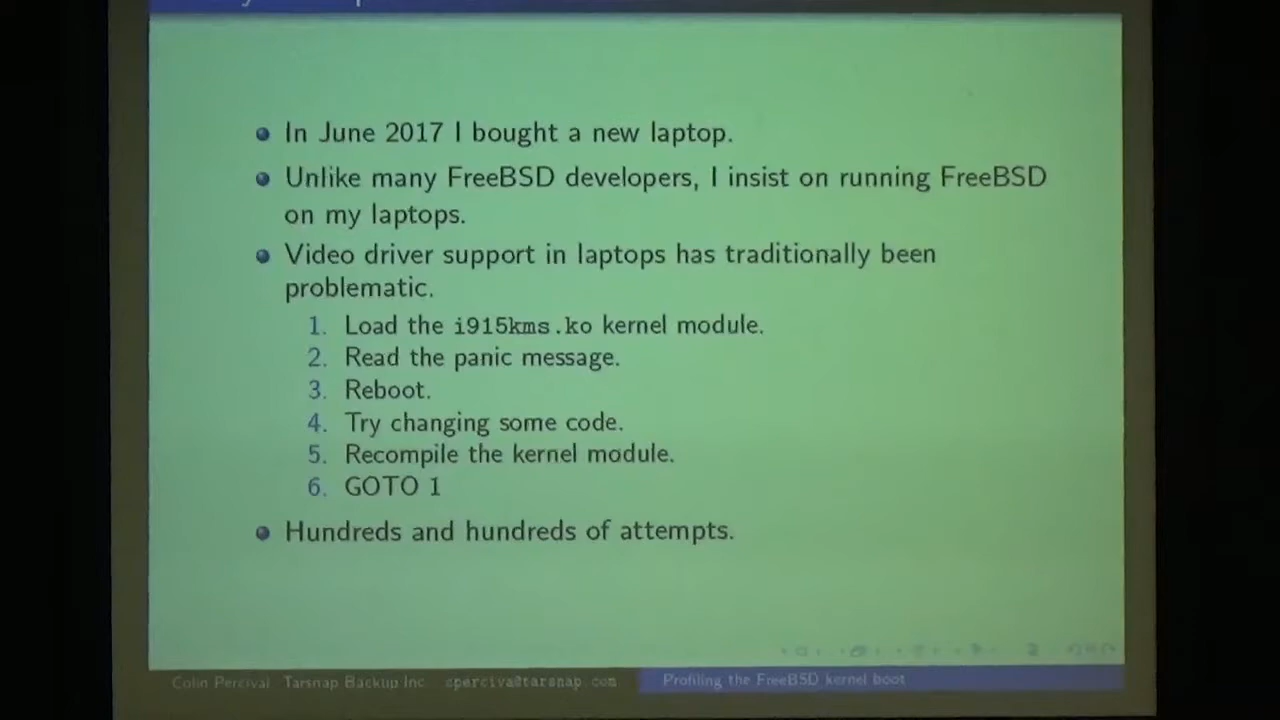 In June 2017 I bought a new laptop.
Unlike many FreeBSD developers, I insist on running FreeBSD
on my laptops.
Video driver support in laptops has traditionally been
problematic.
1. Load the i915kms.ko kernel module.
2. Read the panic message.
3. Reboot.
4. Try changing some code.
5. Recompile the kernel module.
6. GOTO 1
Hundreds and hundreds of attempts.
Colin Percival Tarsnap Backup Inc. cperciva@tarsnap.com
Profiling the FreeBSD kernel boot